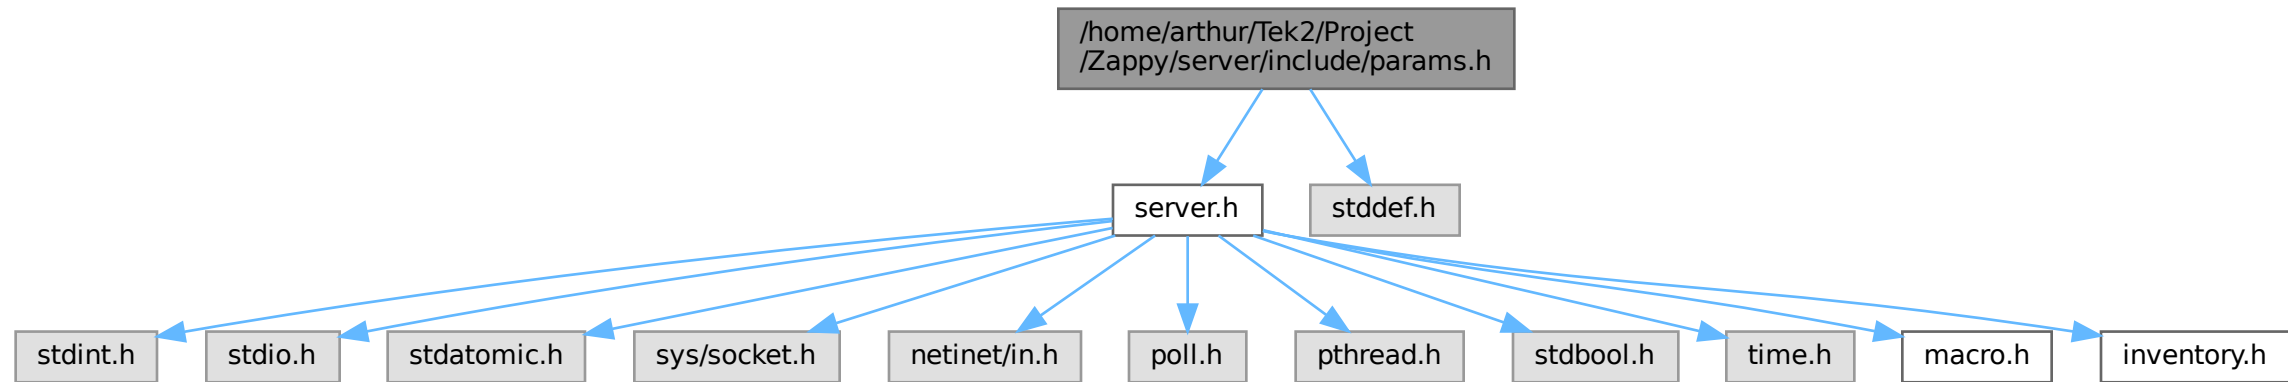 /home/arthur/Tek2/Project
/Zappy/server/include/params.h
server.h
stddef.h
stdint.h
stdio.h
stdatomic.h
sys/socket.h
netinet/in.h
poll.h
pthread.h
stdbool.h
time.h
macro.h
inventory.h